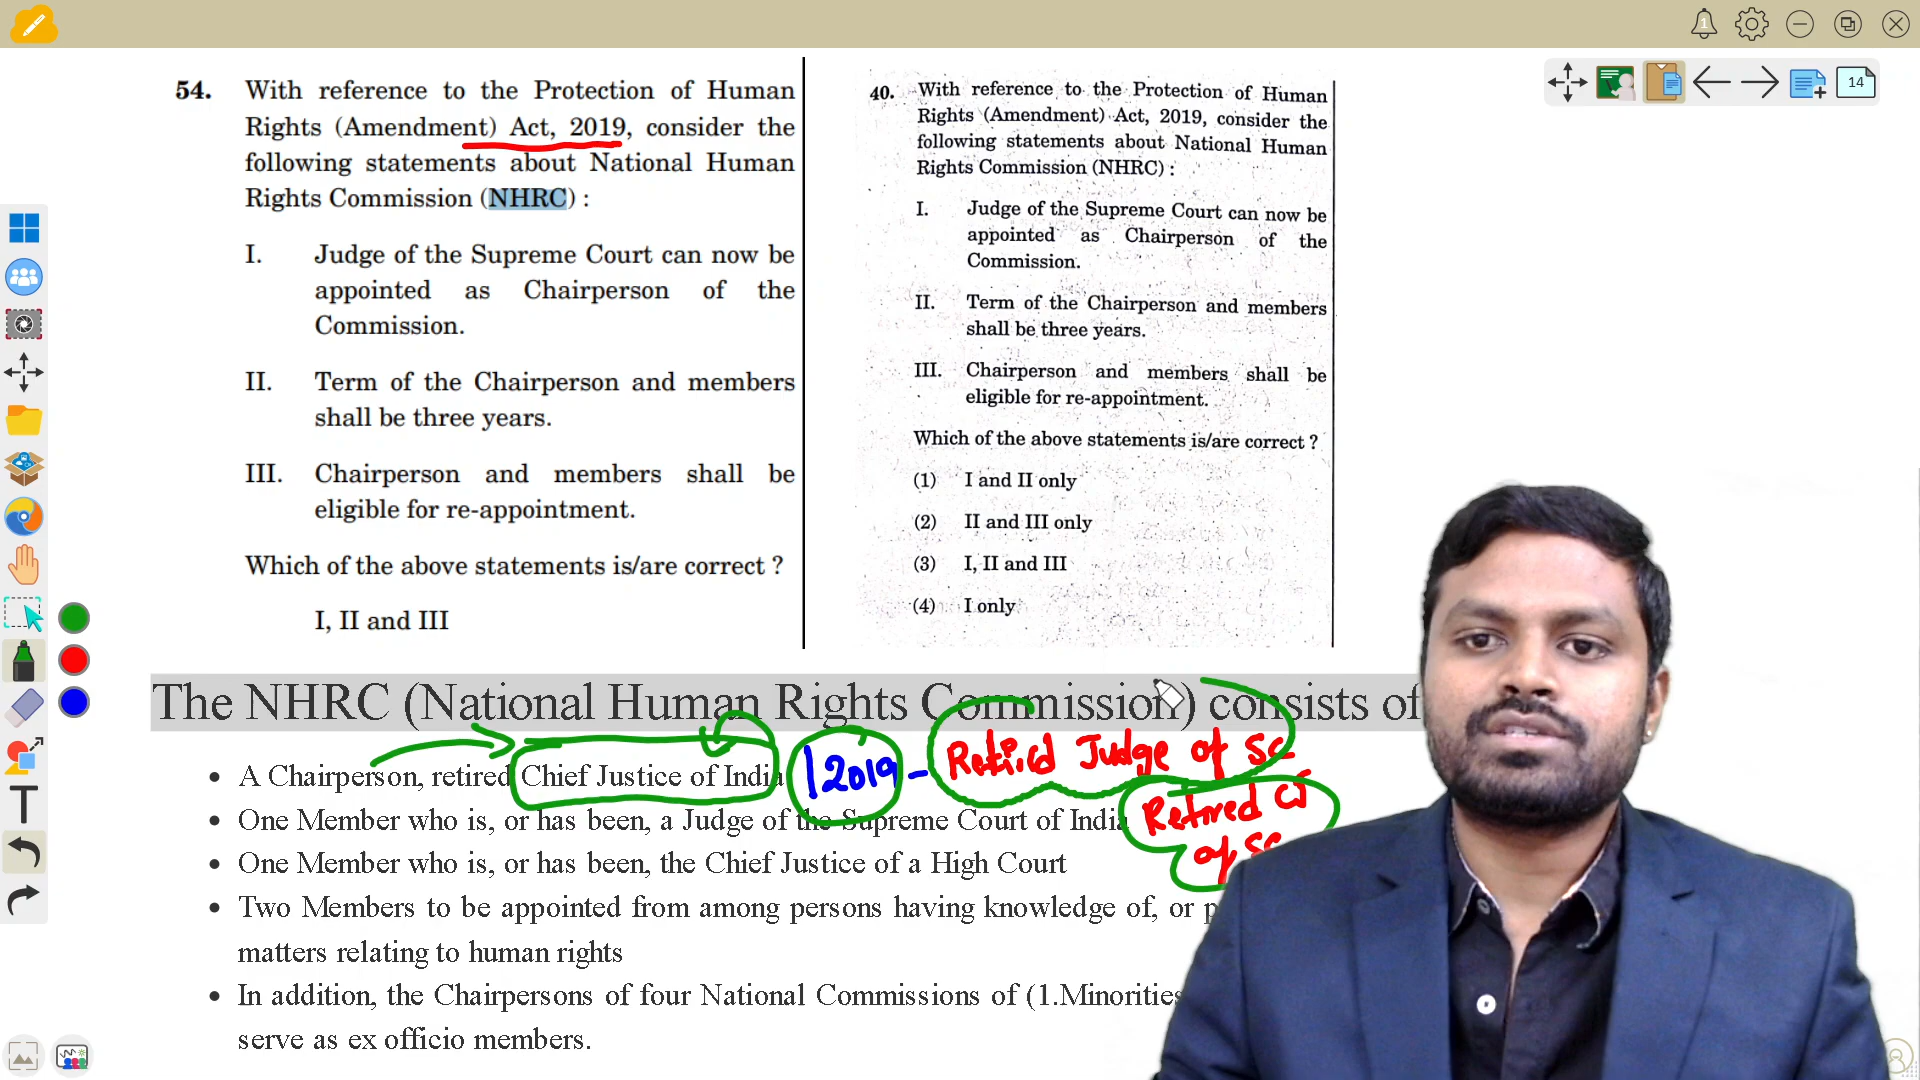 1
14
54. With reference to the Protection of Human
Rights (Amendment) Act, 2019, consider the
following statements about National Human
Rights Commission (NHRC) :
I. Judge of the Supreme Court can now be
appointed as Chairperson of the
Commission.
II. Term of the Chairperson and members
shall be three years.
III. Chairperson and members shall be
eligible for re-appointment.
Which of the above statements is/are correct ?
I, II and III
40. With reference to the Protection of Human
Rights (Amendment) Act, 2019, consider the
following statements about National Human
Rights Commission (NHRC) :
I. Judge of the Supreme Court can now be
appointed as Chairperson of the
Commission.
II. Term of the Chairperson and members
shall be three years.
III. Chairperson and members shall be
eligible for re-appointment.
Which of the above statements is/are correct ?
(1) I and II only
(2) II and III only
(3) I, II and III
(4) I only
The NHRC (National Human Rights Commission) consists of
• A Chairperson, retired Chief Justice of India | 2019 - Retired Judge of SC
• One Member who is, or has been, a Judge of the Supreme Court of India
Retired CJ
of SC
• One Member who is, or has been, the Chief Justice of a High Court
• Two Members to be appointed from among persons having knowledge of, or
matters relating to human rights
• In addition, the Chairpersons of four National Commissions of (1.Minorities
serve as ex officio members.